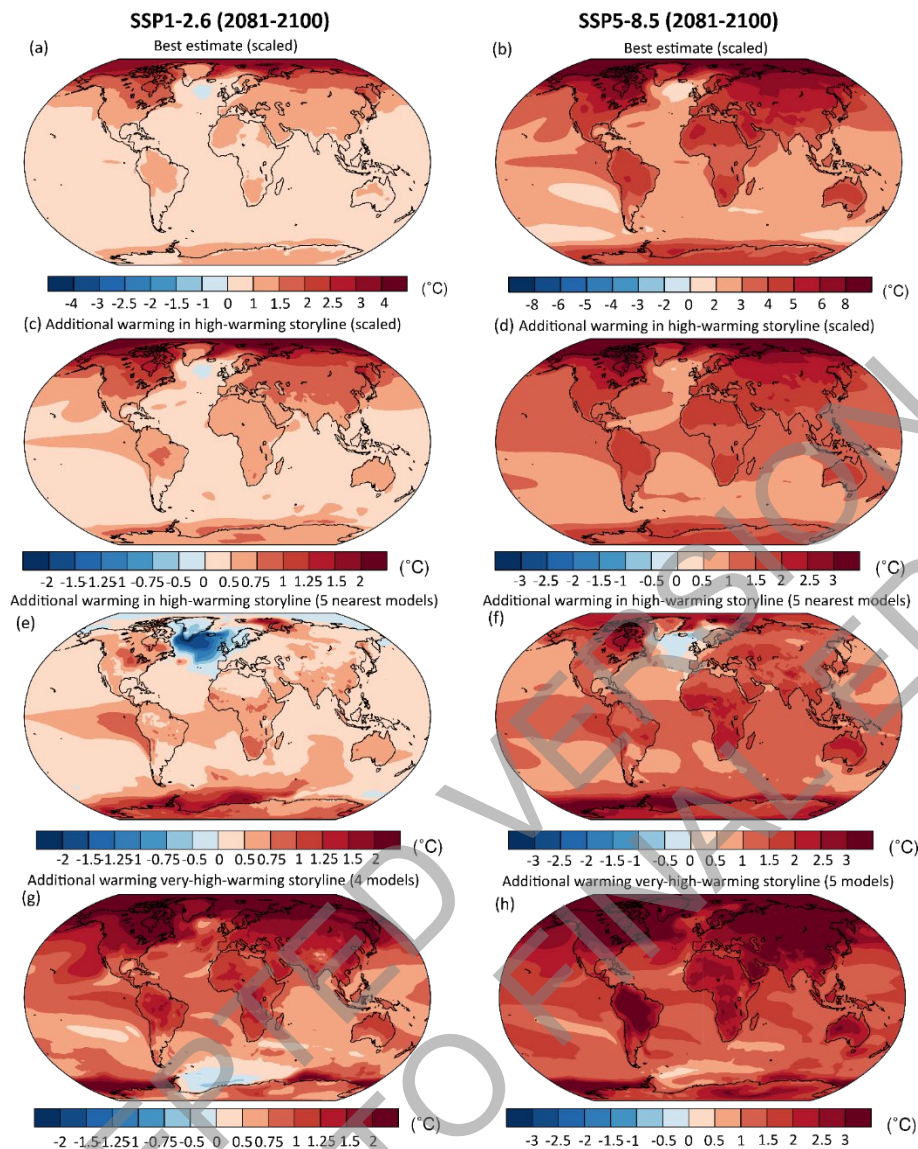 SSP1-2.6 (2081-2100) SSP5-8.5 (2081-2100)
(a) Best estimate (scaled) (b) Best estimate (scaled)
-4 -3 -2.5 -2 -1.5 -1 0 1 1.5 2 2.5 3 4 (°C) -8 -6 -5 -4 -3 -2 0 2 3 4 5 6 8 (°C)
(c) Additional warming in high-warming storyline (scaled) (d) Additional warming in high-warming storyline (scaled)
-2 -1.5-1.25-1 -0.75 -0.5 0 0.5 0.75 1 1.25 1.5 2 (°C) -3 -2.5 -2 -1.5 -1 -0.5 0 0.5 1 1.5 2 2.5 3 (°C)
Additional warming in high-warming storyline (5 nearest models) Additional warming in high-warming storyline (5 nearest models)
(e) (f)
-2 -1.5-1.25-1 -0.75 -0.5 0 0.5 0.75 1 1.25 1.5 2 (°C) -3 -2.5 -2 -1.5 -1 -0.5 0 0.5 1 1.5 2 2.5 3 (°C)
Additional warming very-high-warming storyline (4 models) Additional warming very-high-warming storyline (5 models)
(g) (h)
-2 -1.5-1.25-1 -0.75 -0.5 0 0.5 0.75 1 1.25 1.5 2 (°C) -3 -2.5 -2 -1.5 -1 -0.5 0 0.5 1 1.5 2 2.5 3 (°C)
VERSION
TO FINAL